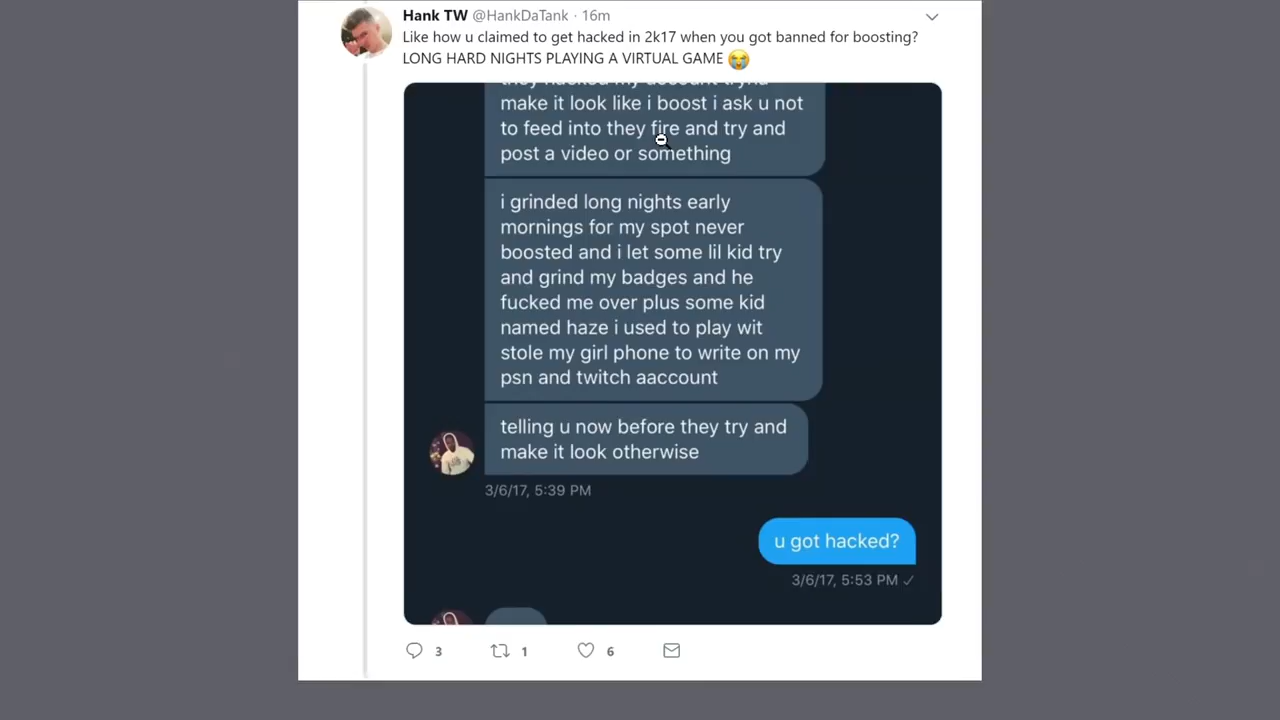 Hank TW @HankDaTank · 16m
Like how u claimed to get hacked in 2k17 when you got banned for boosting?
LONG HARD NIGHTS PLAYING A VIRTUAL GAME 😭
they hacked my account tryna
make it look like i boost i ask u not
to feed into they fire and try and
post a video or something
i grinded long nights early
mornings for my spot never
boosted and i let some lil kid try
and grind my badges and he
fucked me over plus some kid
named haze i used to play wit
stole my girl phone to write on my
psn and twitch aaccount
telling u now before they try and
make it look otherwise
3/6/17, 5:39 PM
u got hacked?
3/6/17, 5:53 PM ✓
3 1 6